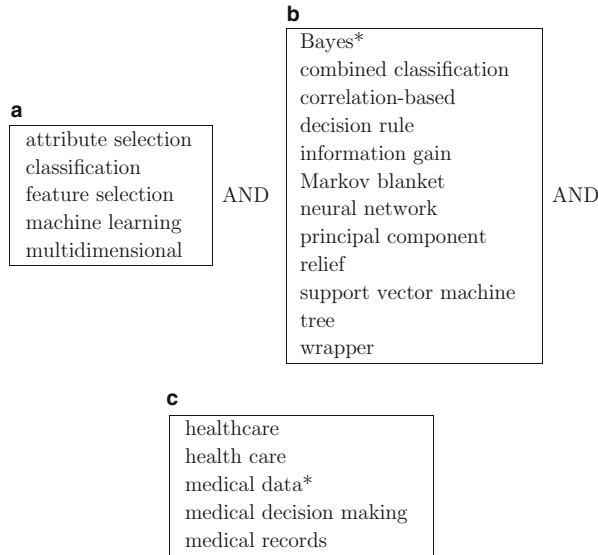 a
attribute selection
classification
feature selection
machine learning
multidimensional
AND
b
Bayes*
combined classification
correlation-based
decision rule
information gain
Markov blanket
neural network
principal component
relief
support vector machine
tree
wrapper
AND
c
healthcare
health care
medical data*
medical decision making
medical records